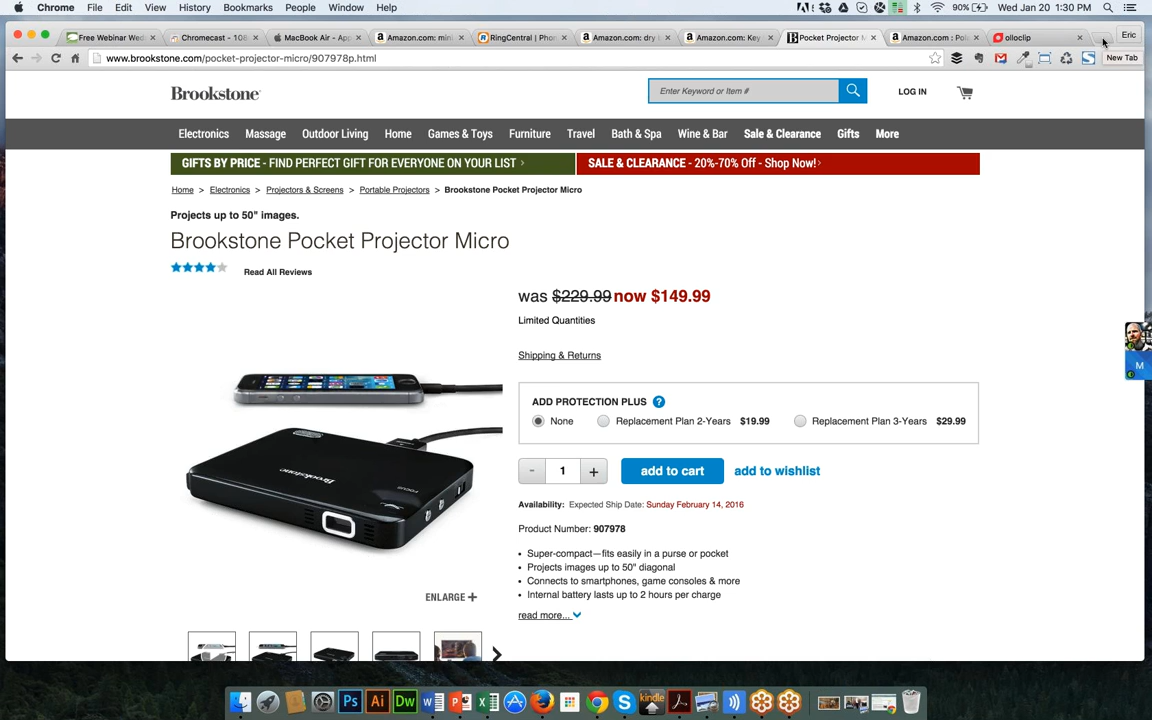 Chrome File Edit View History Bookmarks People Window Help 90% Wed Jan 20 1:30 PM
Free Webinar Wed Chromecast - 108 MacBook Air - App Amazon.com: mi RingCentral | Phon Amazon.com: dry Amazon.com: Key Pocket Projector M Amazon.com : Pol olloclip Eric
www.brookstone.com/pocket-projector-micro/907978p.html New Tab
Brookstone Enter Keyword or Item # LOG IN
Electronics Massage Outdoor Living Home Games & Toys Furniture Travel Bath & Spa Wine & Bar Sale & Clearance Gifts More
GIFTS BY PRICE - FIND PERFECT GIFT FOR EVERYONE ON YOUR LIST › SALE & CLEARANCE - 20%-70% Off - Shop Now! ›
Home > Electronics > Projectors & Screens > Portable Projectors > Brookstone Pocket Projector Micro
Projects up to 50" images.
Brookstone Pocket Projector Micro
Read All Reviews
was $229.99 now $149.99
Limited Quantities
Shipping & Returns
ADD PROTECTION PLUS ?
None Replacement Plan 2-Years $19.99 Replacement Plan 3-Years $29.99
- 1 + add to cart add to wishlist
Brookstone
FOCUS
Availability: Expected Ship Date: Sunday February 14, 2016
Product Number: 907978
• Super-compact—fits easily in a purse or pocket
• Projects images up to 50" diagonal
• Connects to smartphones, game consoles & more
• Internal battery lasts up to 2 hours per charge
ENLARGE +
read more...
M
Ps Ai Dw kindle